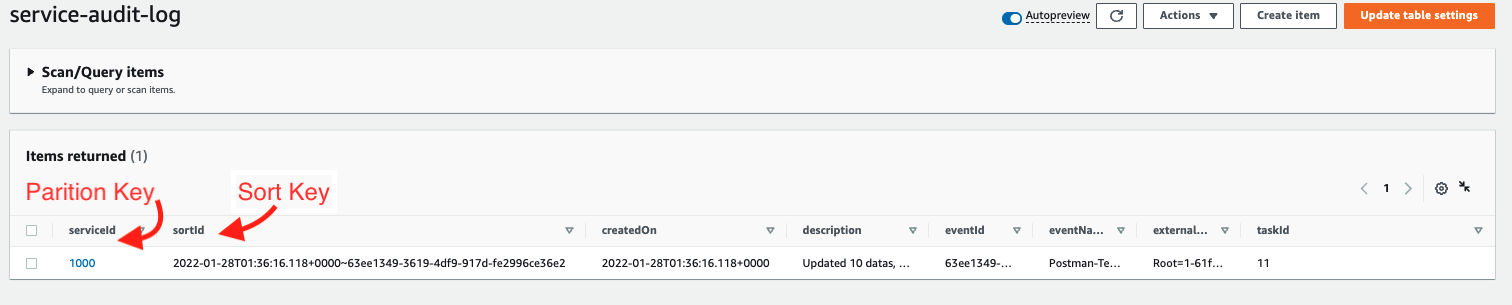 service-audit-log
Autopreview
Actions
Create item
Update table settings
Scan/Query items
Expand to query or scan items.
Items returned (1)
Parition Key
Sort Key
1
serviceId sortId createdOn description eventId eventNa... external... taskId
1000 2022-01-28T01:36:16.118+0000~63ee1349-3619-4df9-917d-fe2996ce36e2 2022-01-28T01:36:16.118+0000 Updated 10 datas, ... 63ee1349-... Postman-Te... Root=1-61f... 11